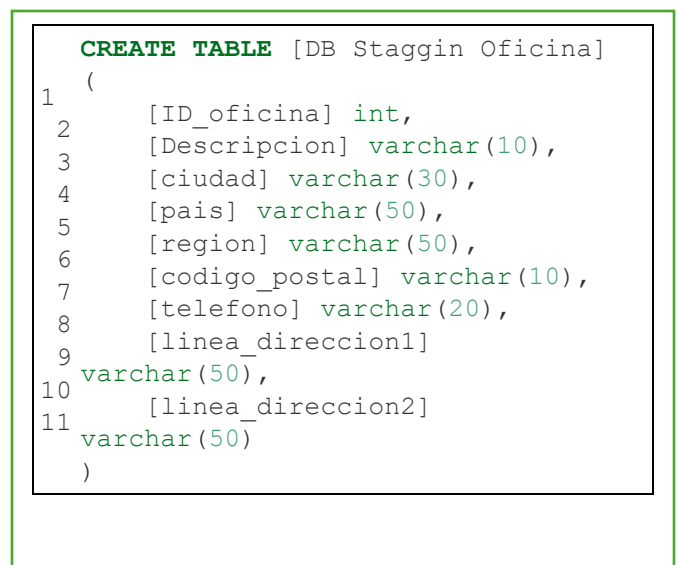 CREATE TABLE [DB Staggin Oficina]
(
1
[ID_oficina] int,
2
[Descripcion] varchar(10),
3
[ciudad] varchar(30),
4
[pais] varchar(50),
5
[region] varchar(50),
6
[codigo_postal] varchar(10),
7
[telefono] varchar(20),
8
[linea_direccion1]
9
varchar(50),
10
[linea_direccion2]
11
varchar(50)
)